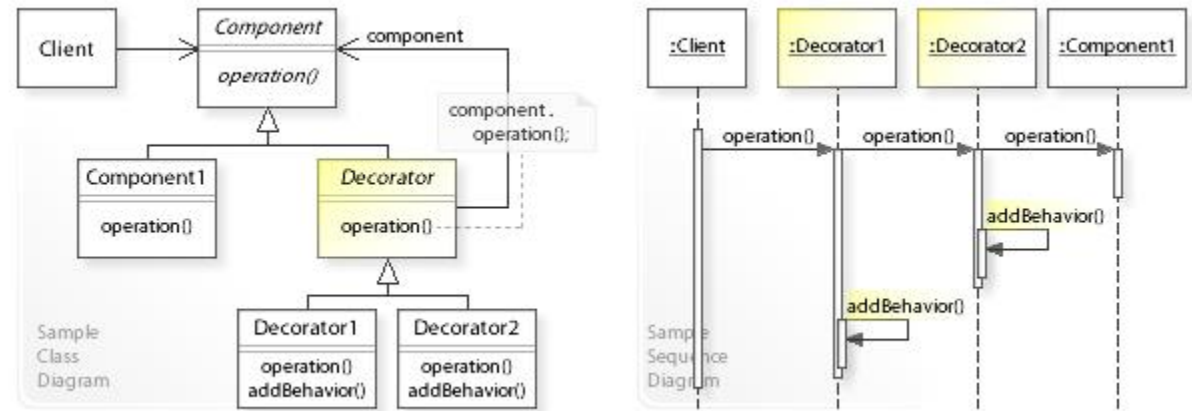 Client
Component
operation()
component
component.
operation();
Component1
operation()
Decorator
operation()
Decorator1
operation()
addBehavior()
Decorator2
operation()
addBehavior()
Sample
Class
Diagram
:Client
:Decorator1
:Decorator2
:Component1
operation()
operation()
operation()
addBehavior()
addBehavior()
Sample
Sequence
Diagram